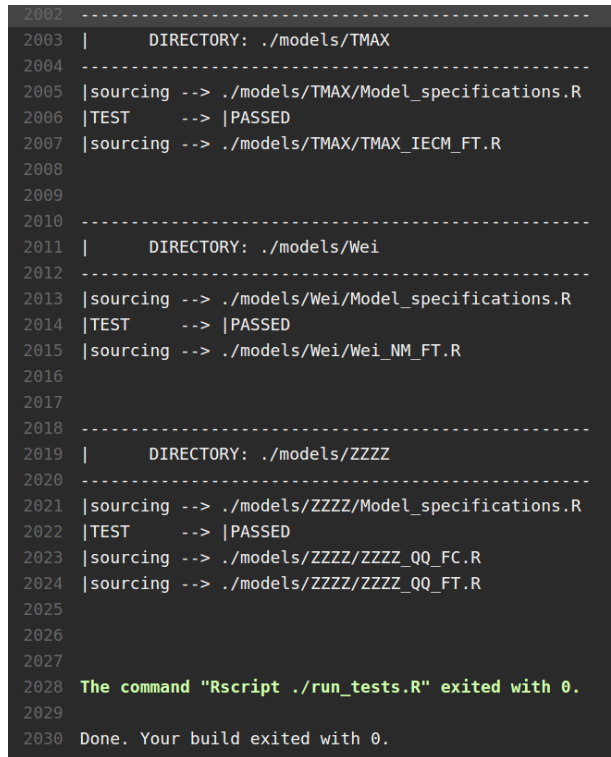 2002 ---------------------------------------------------
2003 |      DIRECTORY: ./models/TMAX
2004 ---------------------------------------------------
2005 |sourcing --> ./models/TMAX/Model_specifications.R
2006 |TEST     --> |PASSED
2007 |sourcing --> ./models/TMAX/TMAX_IECM_FT.R
2008
2009
2010 ---------------------------------------------------
2011 |      DIRECTORY: ./models/Wei
2012 ---------------------------------------------------
2013 |sourcing --> ./models/Wei/Model_specifications.R
2014 |TEST     --> |PASSED
2015 |sourcing --> ./models/Wei/Wei_NM_FT.R
2016
2017
2018 ---------------------------------------------------
2019 |      DIRECTORY: ./models/ZZZZ
2020 ---------------------------------------------------
2021 |sourcing --> ./models/ZZZZ/Model_specifications.R
2022 |TEST     --> |PASSED
2023 |sourcing --> ./models/ZZZZ/ZZZZ_QQ_FC.R
2024 |sourcing --> ./models/ZZZZ/ZZZZ_QQ_FT.R
2025
2026
2027
2028 The command "Rscript ./run_tests.R" exited with 0.
2029
2030 Done. Your build exited with 0.